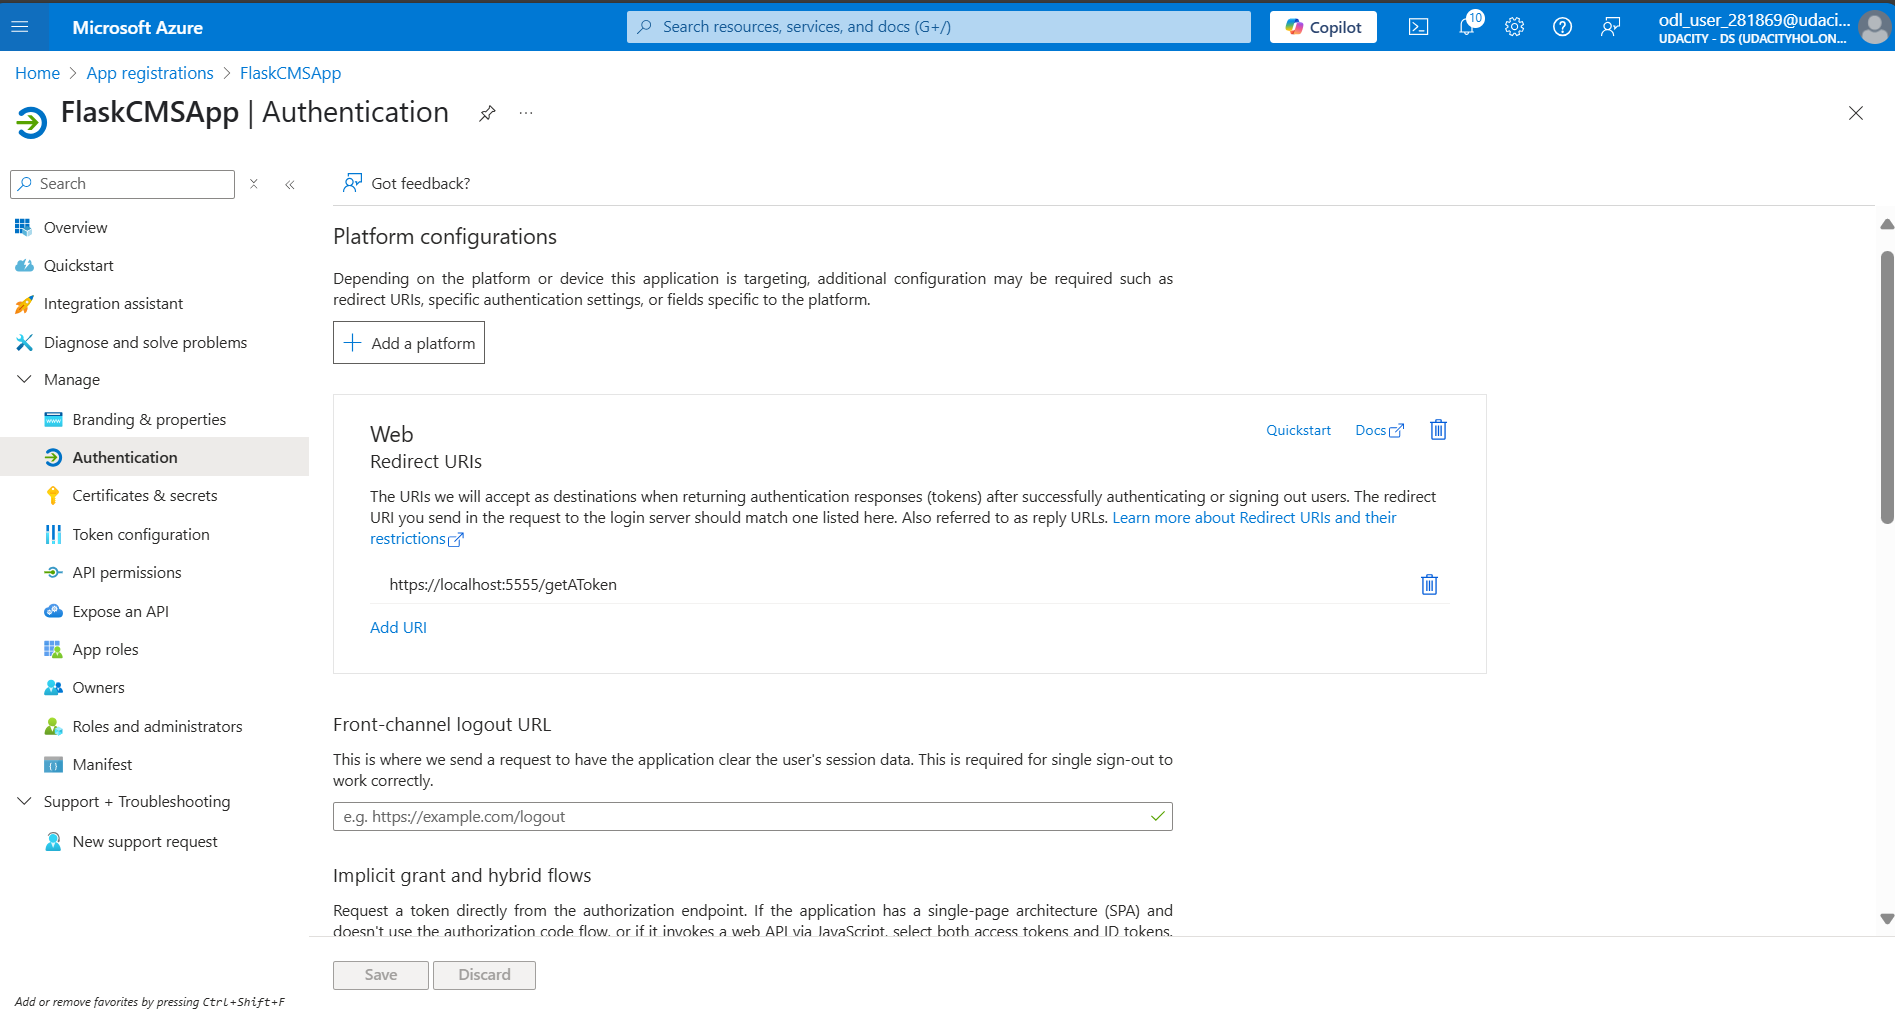 Microsoft Azure
Search resources, services, and docs (G+/)
Copilot
10
odl_user_281869@udaci...
UDACITY - DS (UDACITYHOL.ON...
Home > App registrations > FlaskCMSApp
FlaskCMSApp | Authentication
...
Search
Got feedback?
Overview
Quickstart
Integration assistant
Diagnose and solve problems
Manage
Branding & properties
Authentication
Certificates & secrets
Token configuration
API permissions
Expose an API
App roles
Owners
Roles and administrators
Manifest
Support + Troubleshooting
New support request
Add or remove favorites by pressing Ctrl+Shift+F
Platform configurations
Depending on the platform or device this application is targeting, additional configuration may be required such as
redirect URIs, specific authentication settings, or fields specific to the platform.
Add a platform
Web
Quickstart
Docs
Redirect URIs
The URIs we will accept as destinations when returning authentication responses (tokens) after successfully authenticating or signing out users. The redirect
URI you send in the request to the login server should match one listed here. Also referred to as reply URLs. Learn more about Redirect URIs and their
restrictions
https://localhost:5555/getAToken
Add URI
Front-channel logout URL
This is where we send a request to have the application clear the user's session data. This is required for single sign-out to
work correctly.
e.g. https://example.com/logout
Implicit grant and hybrid flows
Request a token directly from the authorization endpoint. If the application has a single-page architecture (SPA) and
doesn't use the authorization code flow, or if it invokes a web API via JavaScript, select both access tokens and ID tokens.
Save
Discard